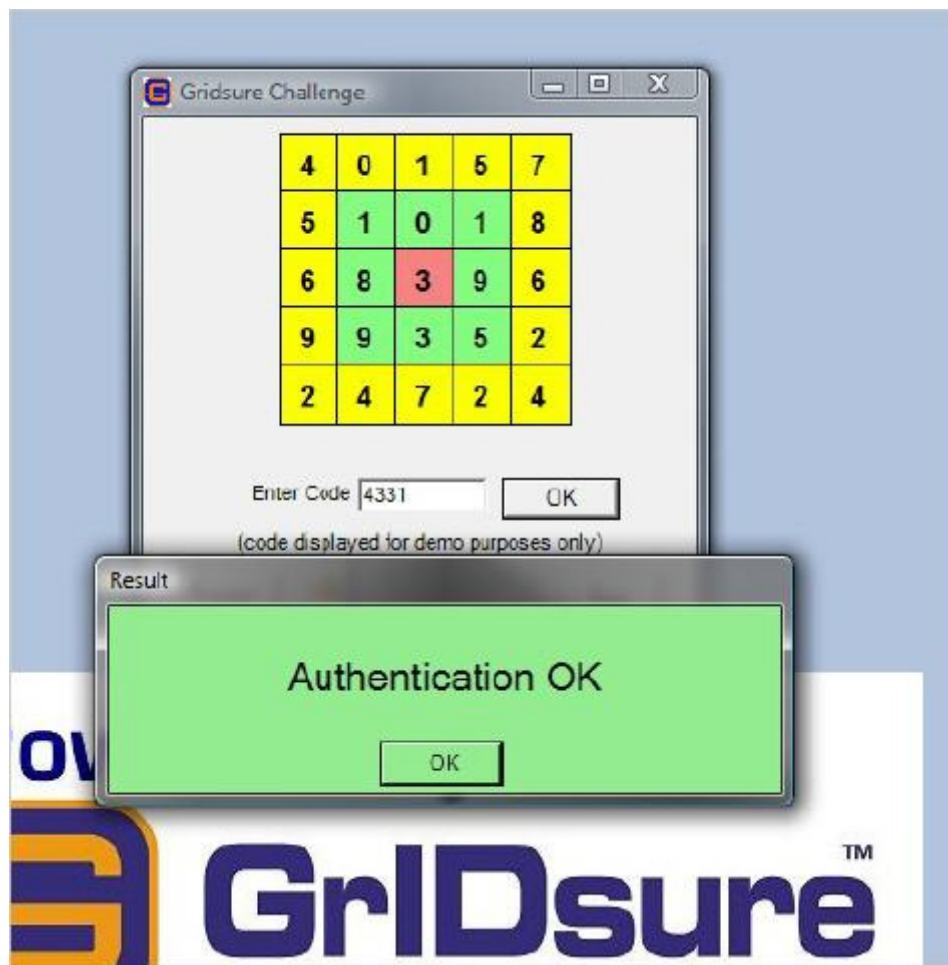 Gridsure Challenge
4 0 1 5 7
5 1 0 1 8
6 8 3 9 6
9 9 3 5 2
2 4 7 2 4
Enter Code 4331 OK
(code displayed for demo purposes only)
Result
Authentication OK
OK
GrIDsure™